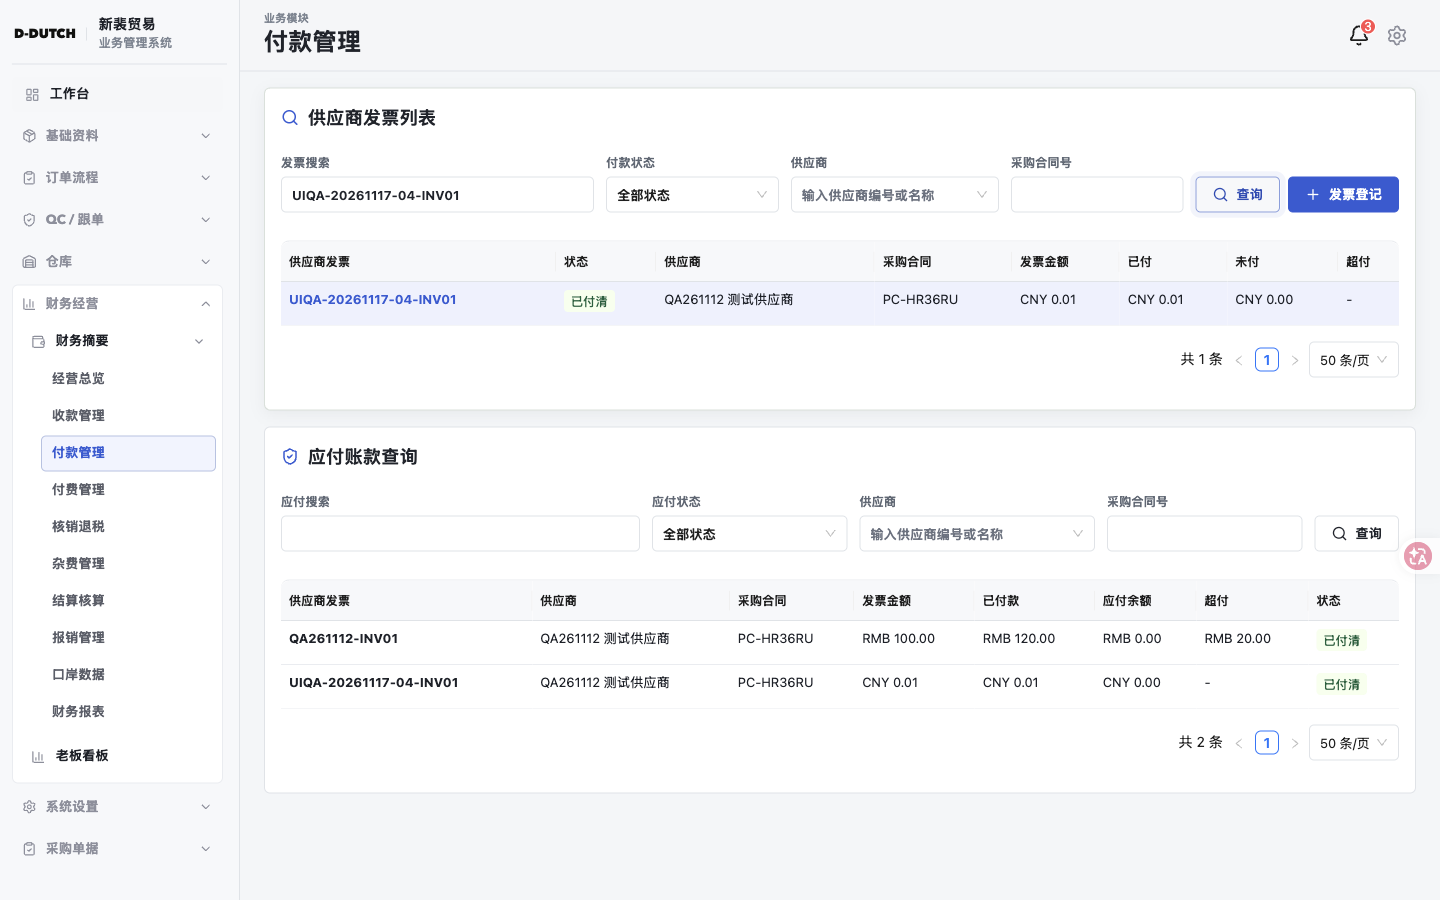 D-DUTCH
新裴贸易
业务管理系统
工作台
基础资料
订单流程
QC / 跟单
仓库
财务经营
财务摘要
经营总览
收款管理
付款管理
付费管理
核销退税
杂费管理
结算核算
报销管理
口岸数据
财务报表
老板看板
系统设置
采购单据
业务模块
付款管理
3
供应商发票列表
发票搜索 付款状态 供应商 采购合同号
UIQA-20261117-04-INV01 全部状态 输入供应商编号或名称 查询 发票登记
供应商发票 状态 供应商 采购合同 发票金额 已付 未付 超付
UIQA-20261117-04-INV01 已付清 QA261112 测试供应商 PC-HR36RU CNY 0.01 CNY 0.01 CNY 0.00 -
共 1 条 < 1 > 50 条/页
应付账款查询
应付搜索 应付状态 供应商 采购合同号
全部状态 输入供应商编号或名称 查询
供应商发票 供应商 采购合同 发票金额 已付款 应付余额 超付 状态
QA261112-INV01 QA261112 测试供应商 PC-HR36RU RMB 100.00 RMB 120.00 RMB 0.00 RMB 20.00 已付清
UIQA-20261117-04-INV01 QA261112 测试供应商 PC-HR36RU CNY 0.01 CNY 0.01 CNY 0.00 - 已付清
共 2 条 < 1 > 50 条/页